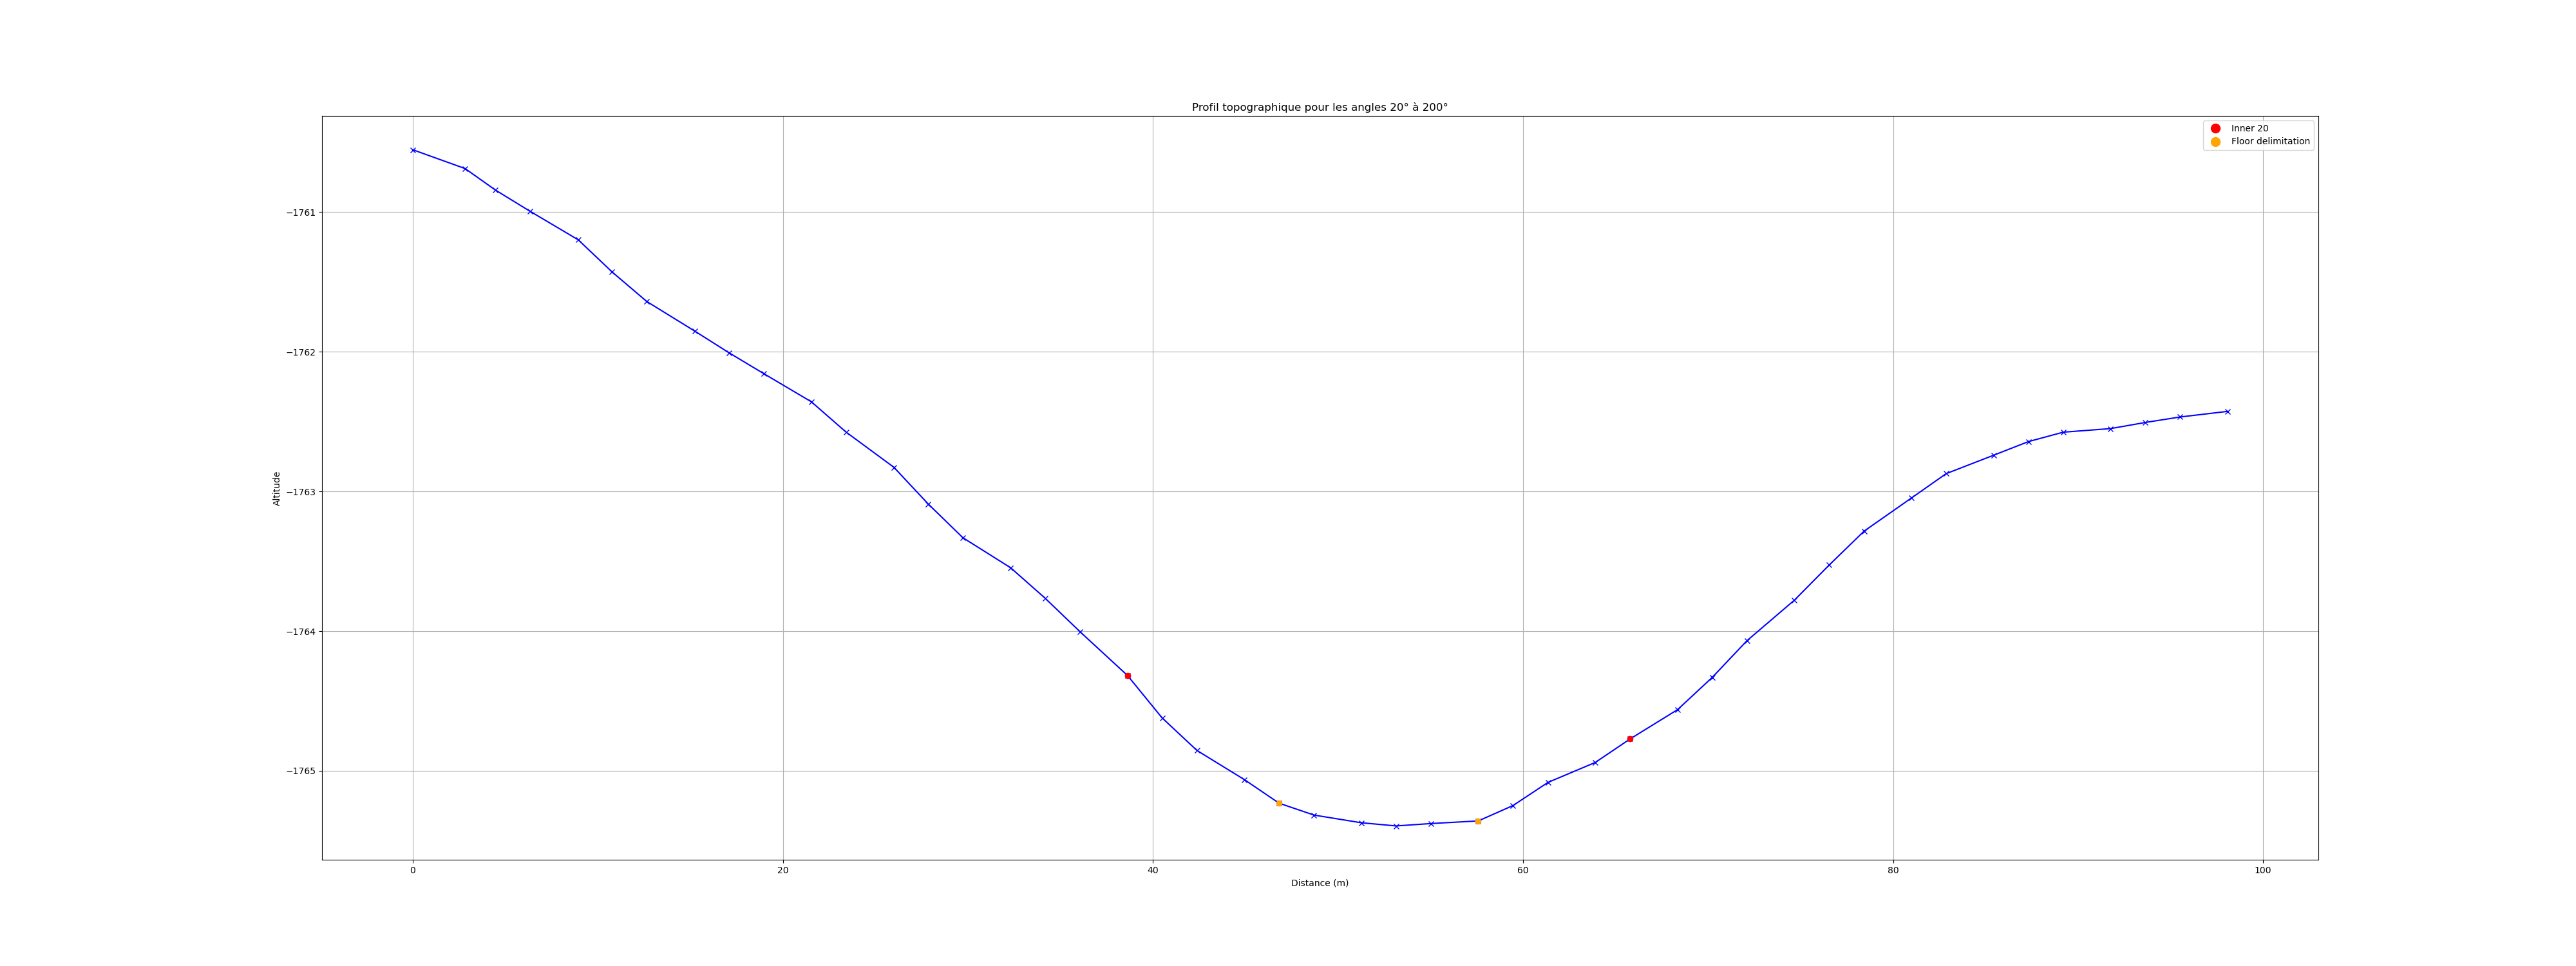 Profil topographique pour les angles 20° à 200°
Inner 20
Floor delimitation
−1761
−1762
−1763
−1764
−1765
Altitude
0 20 40 60 80 100
Distance (m)